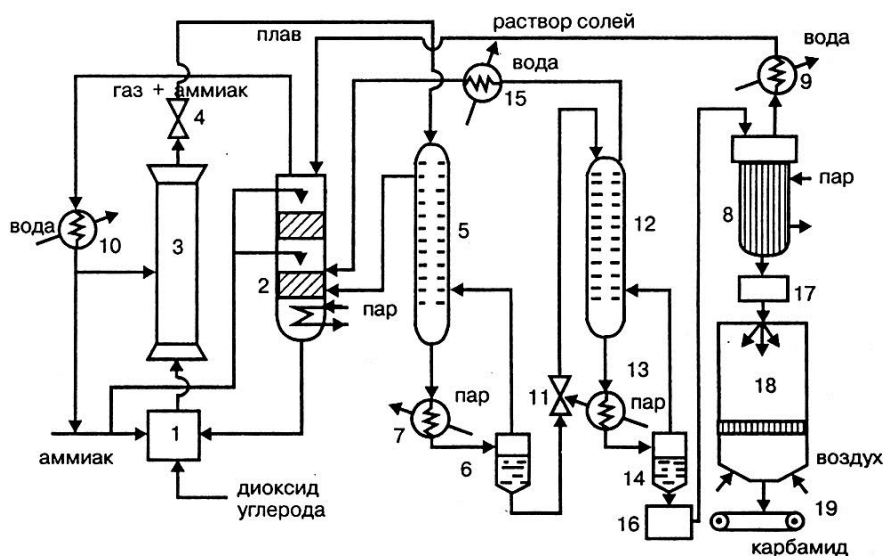 плав
раствор солей
вода
вода
газ + аммиак
4
15
9
пар
8
вода
10
3
5
12
2
пар
17
18
13
11
пар
пар
7
1
6
14
аммиак
воздух
диоксид
углерода
16
19
карбамид